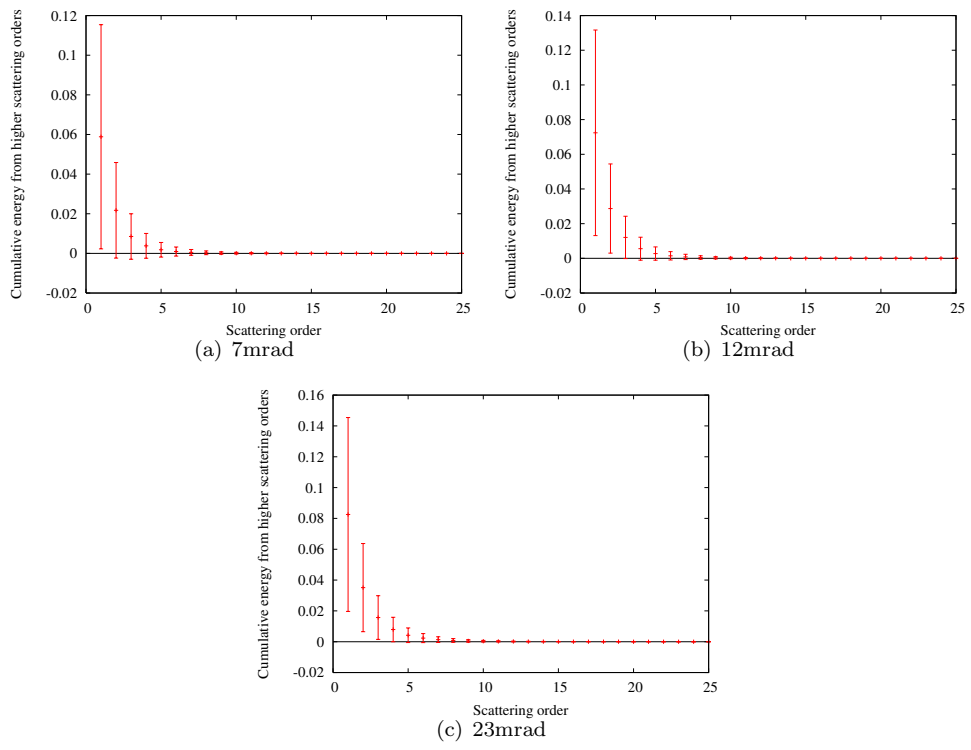 Cumulative energy from higher scattering orders
0.12
0.1
0.08
0.06
0.04
0.02
0
-0.02
0 5 10 15 20 25
Scattering order
(a) 7mrad
Cumulative energy from higher scattering orders
0.14
0.12
0.1
0.08
0.06
0.04
0.02
0
-0.02
0 5 10 15 20 25
Scattering order
(b) 12mrad
Cumulative energy from higher scattering orders
0.16
0.14
0.12
0.1
0.08
0.06
0.04
0.02
0
-0.02
0 5 10 15 20 25
Scattering order
(c) 23mrad